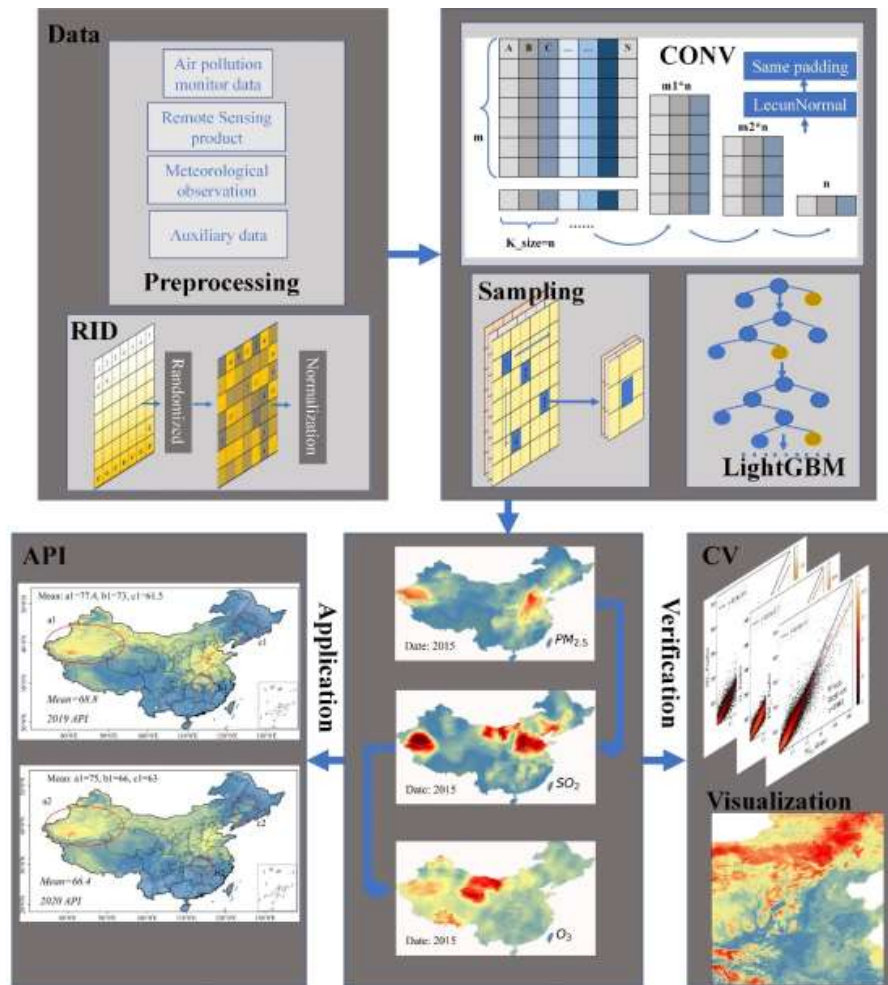 Data
Air pollution
monitor data
Remote Sensing
product
Meteorological
observation
Auxiliary data
Preprocessing
RID
Randomized
Normalization
A B C ... ... N
CONV
m
m1*n
m2*n
n
Same padding
LecunNormal
K_size=n
......
Sampling
LightGBM
API
Mean: a1=77.4, b1=73, c1=61.5
a1
c1
Mean=68.8
2019 API
Mean: a1=75, b1=66, c1=63
a2
c2
Mean=66.4
2020 API
Application
Date: 2015
PM2.5
Date: 2015
SO2
Date: 2015
O3
Verification
CV
Visualization